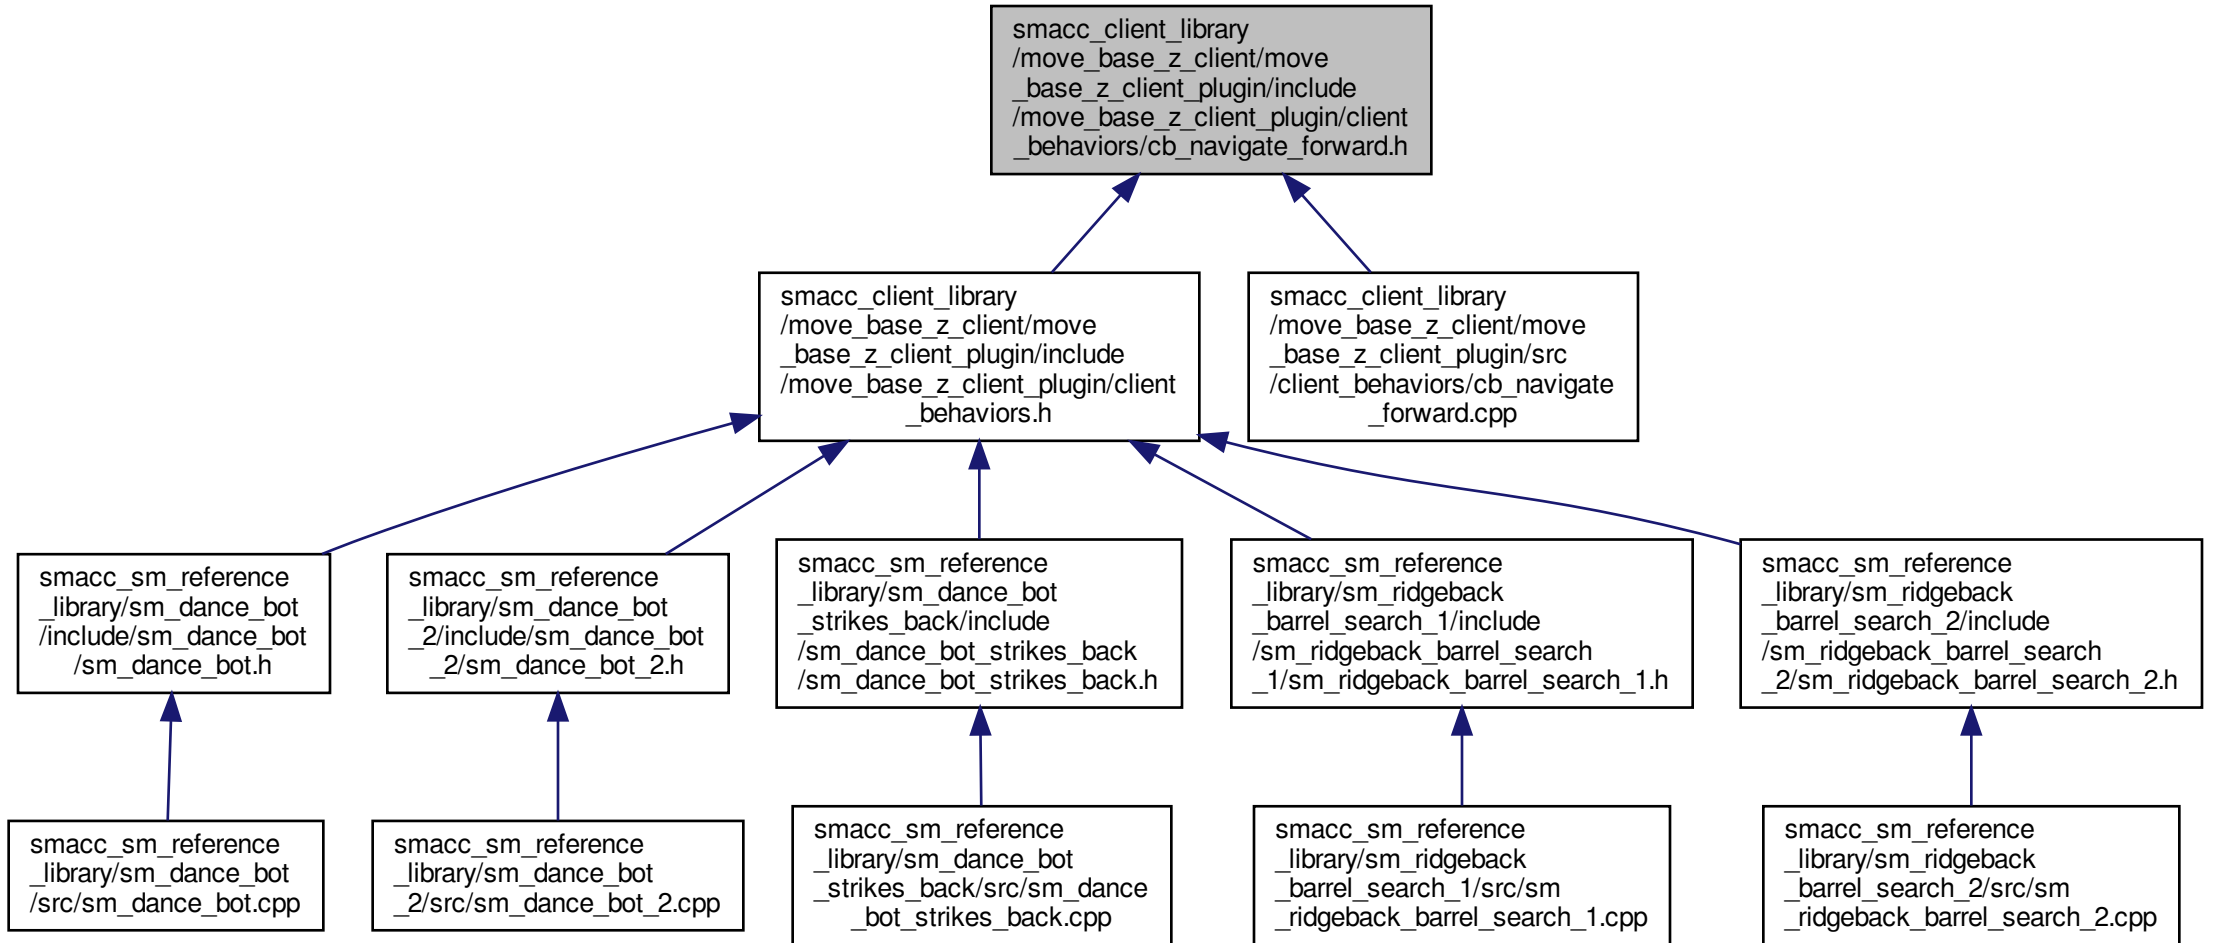 smacc_client_library
/move_base_z_client/move
_base_z_client_plugin/include
/move_base_z_client_plugin/client
_behaviors/cb_navigate_forward.h
smacc_client_library
/move_base_z_client/move
_base_z_client_plugin/include
/move_base_z_client_plugin/client
_behaviors.h
smacc_client_library
/move_base_z_client/move
_base_z_client_plugin/src
/client_behaviors/cb_navigate
_forward.cpp
smacc_sm_reference
_library/sm_dance_bot
/include/sm_dance_bot
/sm_dance_bot.h
smacc_sm_reference
_library/sm_dance_bot
_2/include/sm_dance_bot
_2/sm_dance_bot_2.h
smacc_sm_reference
_library/sm_dance_bot
_strikes_back/include
/sm_dance_bot_strikes_back
/sm_dance_bot_strikes_back.h
smacc_sm_reference
_library/sm_ridgeback
_barrel_search_1/include
/sm_ridgeback_barrel_search
_1/sm_ridgeback_barrel_search_1.h
smacc_sm_reference
_library/sm_ridgeback
_barrel_search_2/include
/sm_ridgeback_barrel_search
_2/sm_ridgeback_barrel_search_2.h
smacc_sm_reference
_library/sm_dance_bot
/src/sm_dance_bot.cpp
smacc_sm_reference
_library/sm_dance_bot
_2/src/sm_dance_bot_2.cpp
smacc_sm_reference
_library/sm_dance_bot
_strikes_back/src/sm_dance
_bot_strikes_back.cpp
smacc_sm_reference
_library/sm_ridgeback
_barrel_search_1/src/sm
_ridgeback_barrel_search_1.cpp
smacc_sm_reference
_library/sm_ridgeback
_barrel_search_2/src/sm
_ridgeback_barrel_search_2.cpp